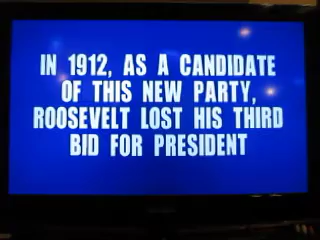 IN 1912, AS A CANDIDATE
OF THIS NEW PARTY,
ROOSEVELT LOST HIS THIRD
BID FOR PRESIDENT